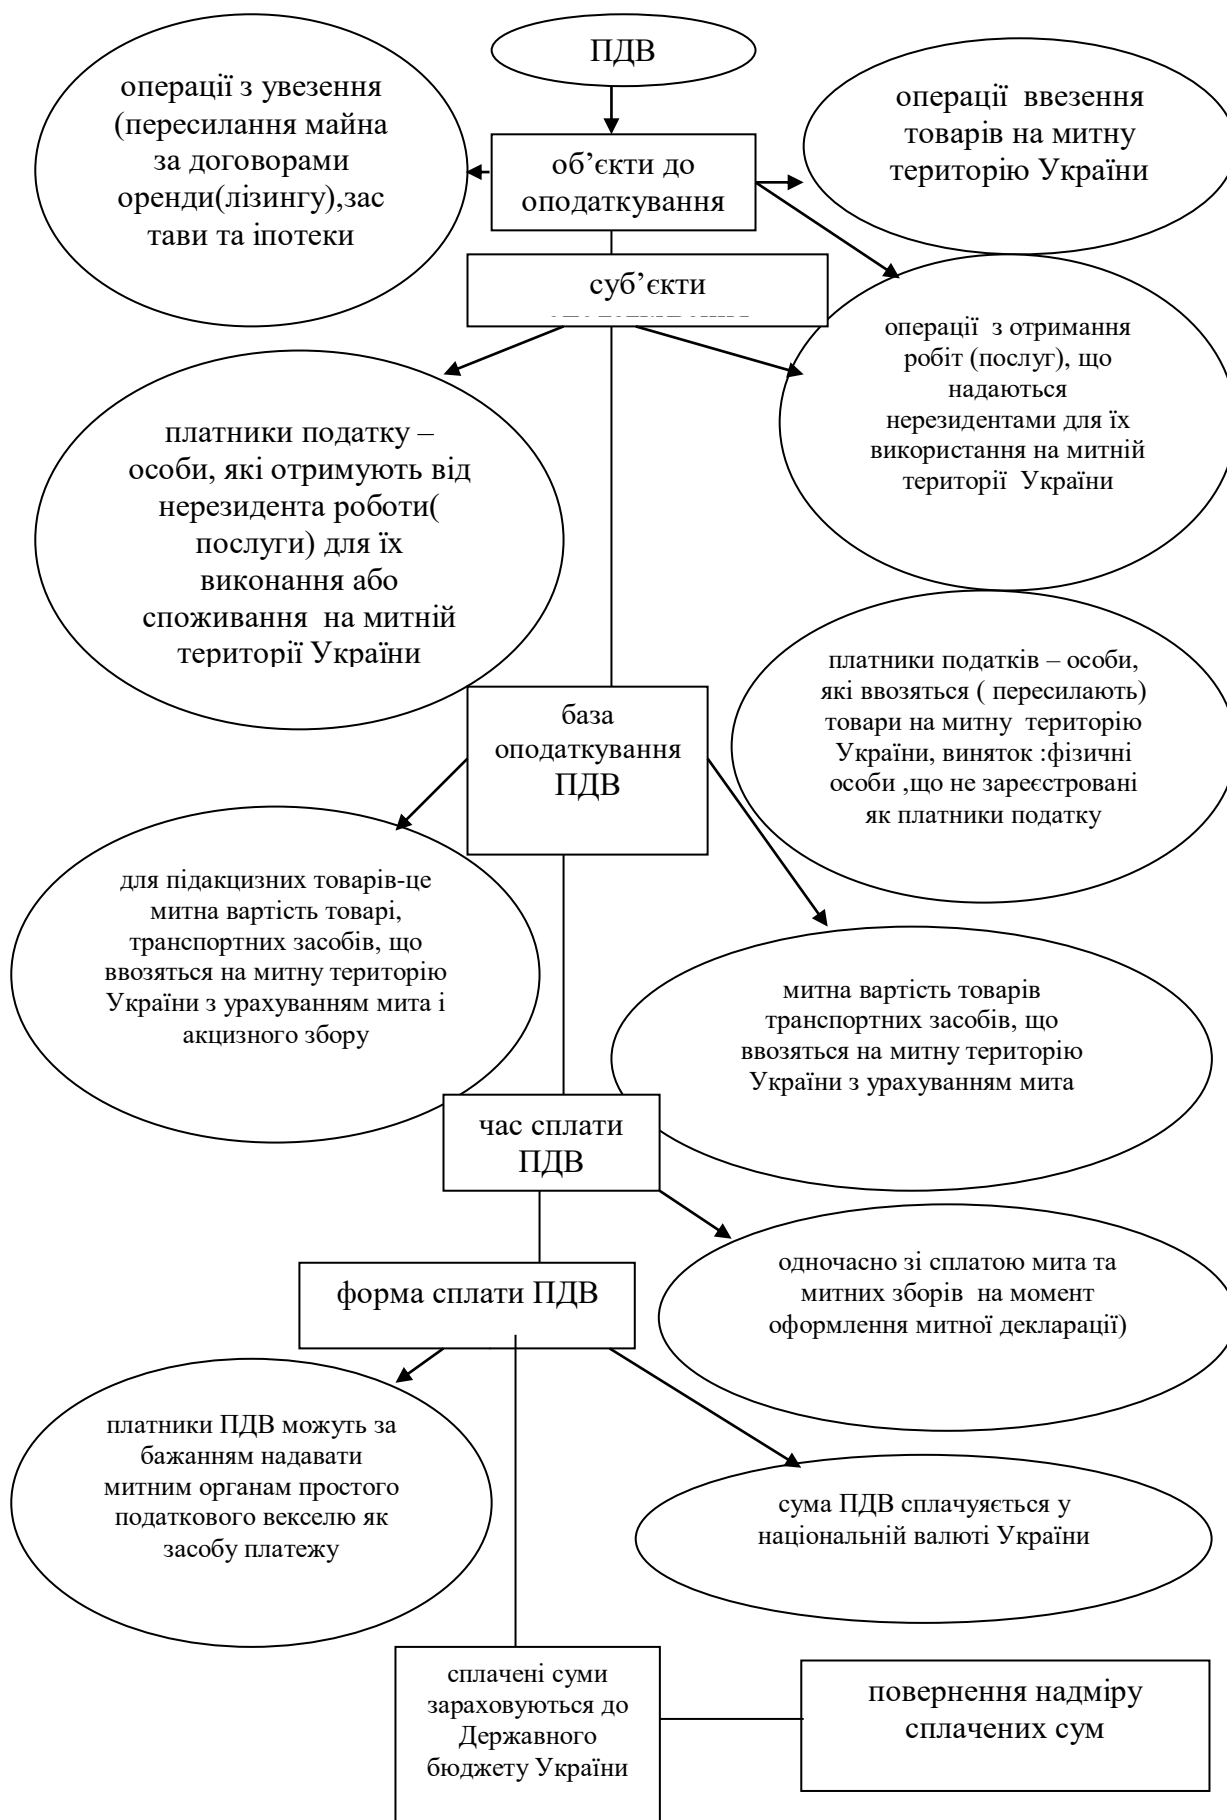 ПДВ
операції з увезення
(пересилання майна
за договорами
оренди(лізингу),зас
тави та іпотеки
об’єкти до
оподаткування
операції ввезення
товарів на митну
територію України
суб’єкти
операції з отримання
робіт (послуг), що
надаються
нерезидентами для їх
використання на митній
території України
платники податку –
особи, які отримують від
нерезидента роботи(
послуги) для їх
виконання або
споживання на митній
території України
платники податків – особи,
які ввозяться ( пересилають)
товари на митну територію
України, виняток :фізичні
особи ,що не зареєстровані
як платники податку
база
оподаткування
ПДВ
для підакцизних товарів-це
митна вартість товарі,
транспортних засобів, що
ввозяться на митну територію
України з урахуванням мита і
акцизного збору
митна вартість товарів
транспортних засобів, що
ввозяться на митну територію
України з урахуванням мита
час сплати
ПДВ
одночасно зі сплатою мита та
митних зборів на момент
оформлення митної декларації)
форма сплати ПДВ
платники ПДВ можуть за
бажанням надавати
митним органам простого
податкового векселю як
засобу платежу
сума ПДВ сплачуяється у
національній валюті України
сплачені суми
зараховуються до
Державного
бюджету України
повернення надміру
сплачених сум